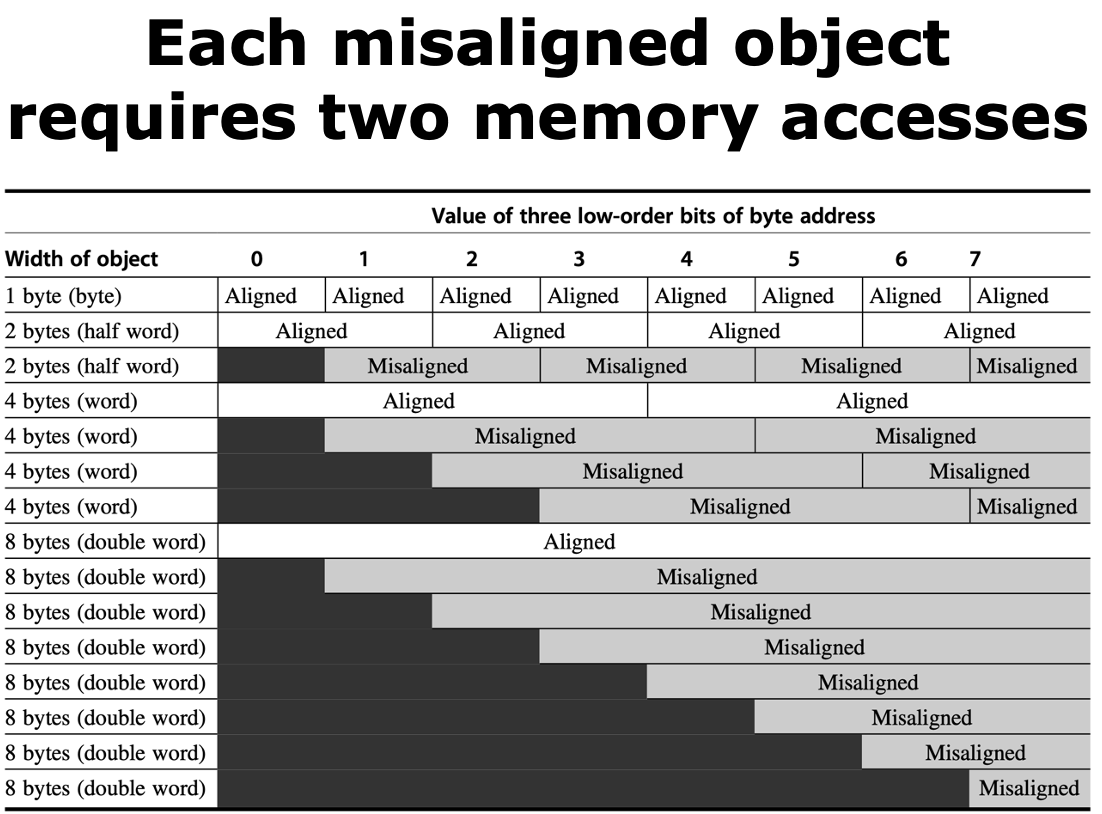 Each misaligned object
requires two memory accesses
Value of three low-order bits of byte address
Width of object 0 1 2 3 4 5 6 7
1 byte (byte) Aligned Aligned Aligned Aligned Aligned Aligned Aligned Aligned
2 bytes (half word) Aligned Aligned Aligned Aligned
2 bytes (half word) Misaligned Misaligned Misaligned Misaligned
4 bytes (word) Aligned Aligned
4 bytes (word) Misaligned Misaligned
4 bytes (word) Misaligned Misaligned
4 bytes (word) Misaligned Misaligned
8 bytes (double word) Aligned
8 bytes (double word) Misaligned
8 bytes (double word) Misaligned
8 bytes (double word) Misaligned
8 bytes (double word) Misaligned
8 bytes (double word) Misaligned
8 bytes (double word) Misaligned
8 bytes (double word) Misaligned